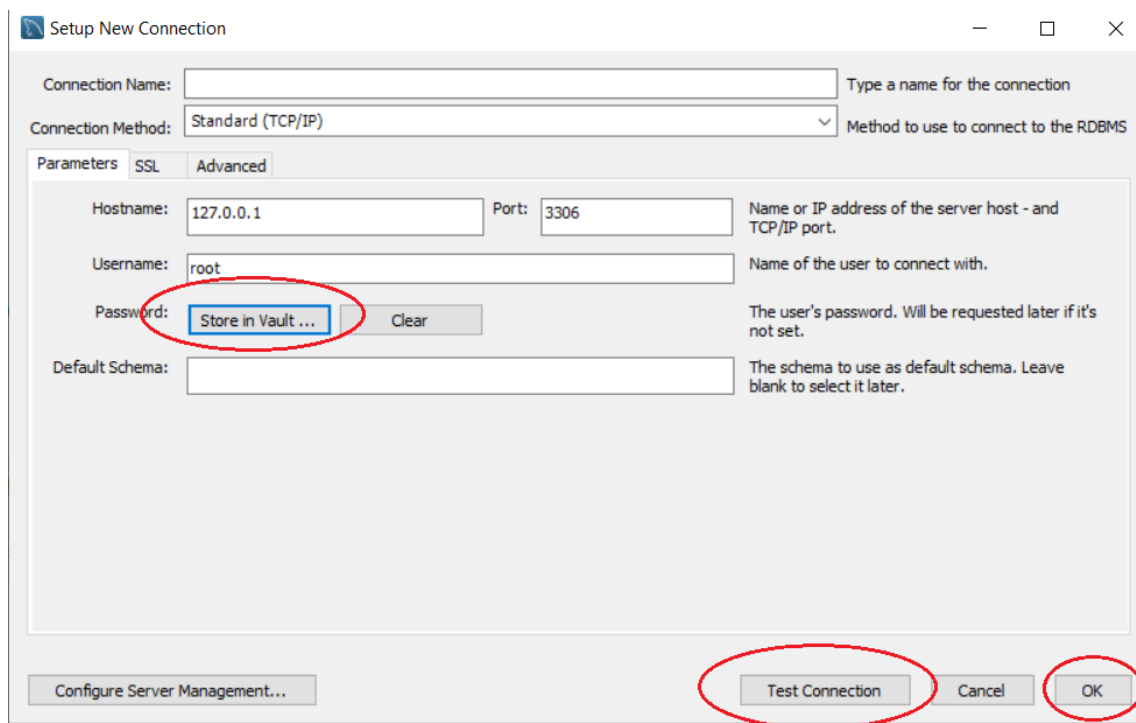 Setup New Connection
Connection Name:
Type a name for the connection
Connection Method: Standard (TCP/IP)
Method to use to connect to the RDBMS
Parameters SSL Advanced
Hostname: 127.0.0.1 Port: 3306
Name or IP address of the server host - and
TCP/IP port.
Username: root
Name of the user to connect with.
Password: Store in Vault ... Clear
The user's password. Will be requested later if it's
not set.
Default Schema:
The schema to use as default schema. Leave
blank to select it later.
Configure Server Management... Test Connection Cancel OK